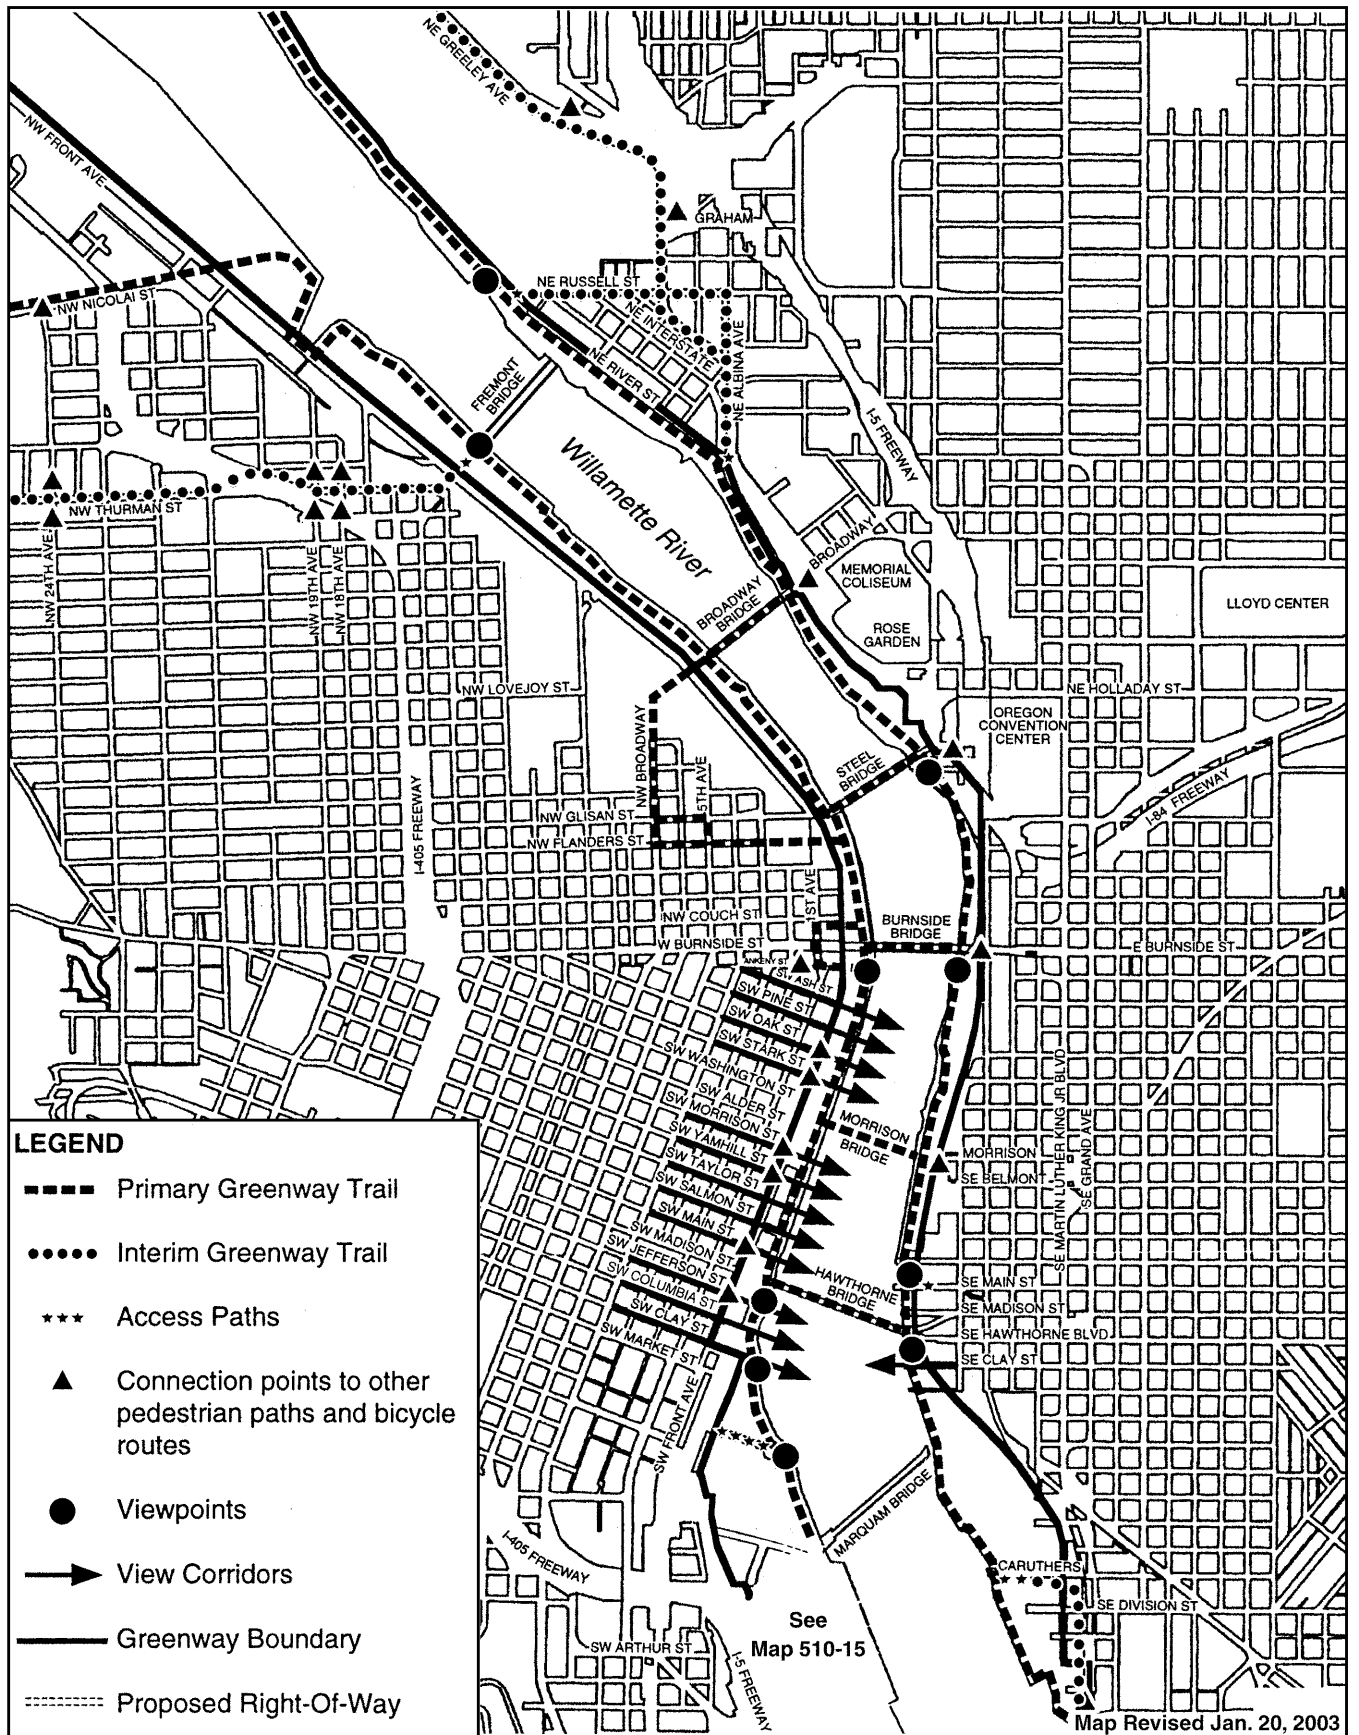 NE GREELEY AVE
NW FRONT AVE
GRAHAM
NE RUSSELL ST
NW NICOLAI ST
NE INTERSTATE
NE ALBINA AVE
NE RIVER ST
FREMONT
BRIDGE
I-5 FREEWAY
Willamette River
NW THURMAN ST
BROADWAY
MEMORIAL
COLISEUM
NW 24TH AVE
NW 19TH AVE
NW 18TH AVE
BROADWAY
BRIDGE
LLOYD CENTER
ROSE
GARDEN
NW LOVEJOY ST
NE HOLLADAY ST
OREGON
CONVENTION
CENTER
NW BROADWAY
5TH AVE
STEEL
BRIDGE
I-84 FREEWAY
I-405 FREEWAY
NW GLISAN ST
NW FLANDERS ST
1ST AVE
NW COUCH ST
BURNSIDE
BRIDGE
W BURNSIDE ST
E BURNSIDE ST
ANKENY ST
SW ASH ST
SW PINE ST
SW OAK ST
SW STARK ST
SW WASHINGTON ST
SW ALDER ST
SW MORRISON ST
SW YAMHILL ST
SW TAYLOR ST
SW SALMON ST
SW MAIN ST
SW MADISON ST
SW JEFFERSON ST
SW COLUMBIA ST
SW CLAY ST
SW MARKET ST
MORRISON
BRIDGE
MORRISON
SE BELMONT
SE MARTIN LUTHER KING JR BLVD
SE GRAND AVE
HAWTHORNE
BRIDGE
SE MAIN ST
SE MADISON ST
SE HAWTHORNE BLVD
SE CLAY ST
SW FRONT AVE
MARQUAM BRIDGE
I-405 FREEWAY
CARUTHERS
SE DIVISION ST
See
Map 510-15
SW ARTHUR ST
I-5 FREEWAY
LEGEND
Primary Greenway Trail
Interim Greenway Trail
Access Paths
Connection points to other
pedestrian paths and bicycle
routes
Viewpoints
View Corridors
Greenway Boundary
Proposed Right-Of-Way
Map Revised Jan. 20, 2003